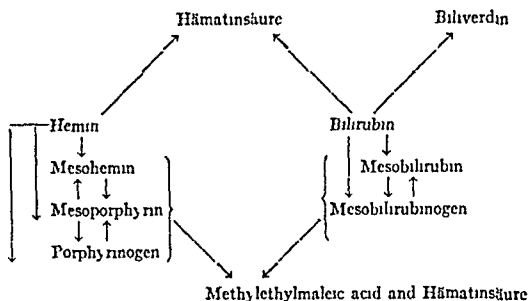 Hämatinsäure Biliverdin
Hemin Bilirubin
Mesohemin Mesobilirubin
Mesoporphyrin Mesobilirubinogen
Porphyrinogen
Methylethylmaleic acid and Hämatinsäure